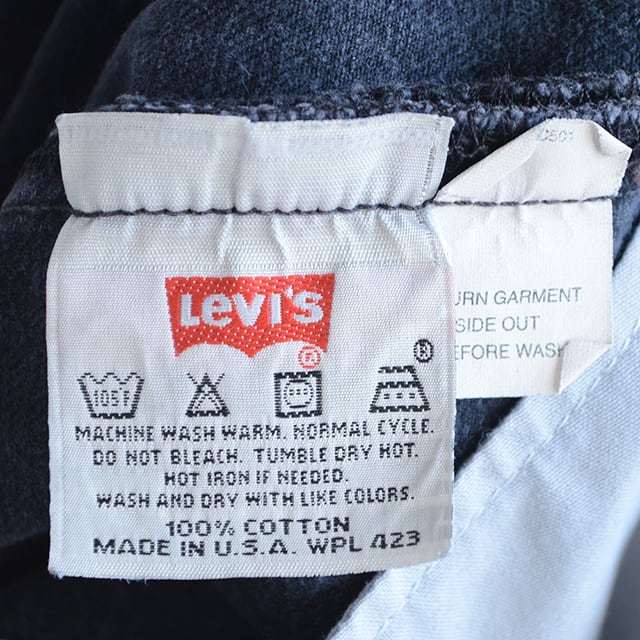 Levi's
®
®
105F
MACHINE WASH WARM. NORMAL CYCLE.
DO NOT BLEACH. TUMBLE DRY HOT.
HOT IRON IF NEEDED.
WASH AND DRY WITH LIKE COLORS.
100% COTTON
MADE IN U.S.A. WPL 423
URN GARMENT
SIDE OUT
EFORE WASH